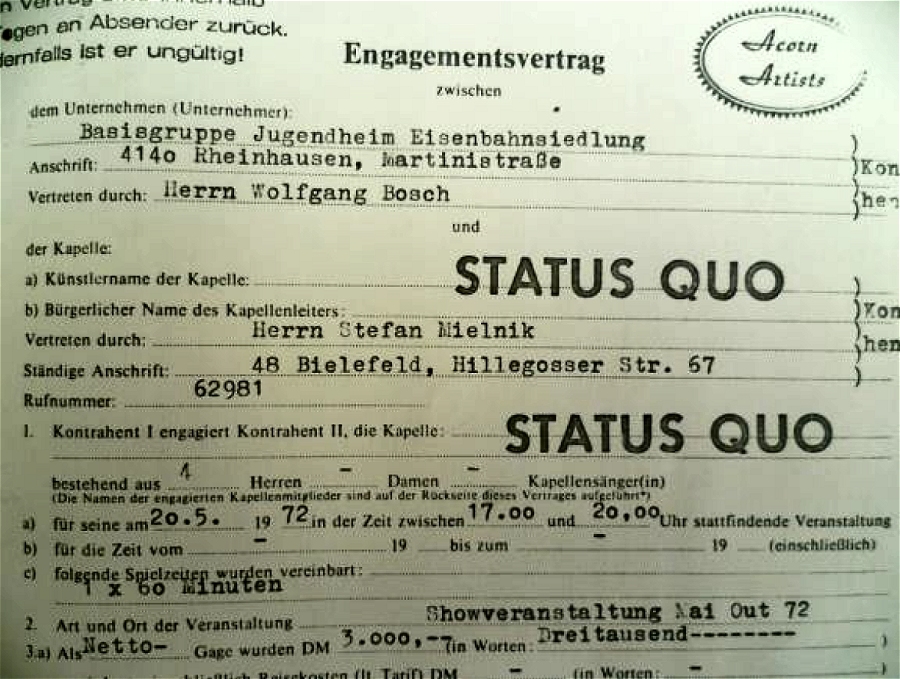 n Vertrag
agen an Absender zurück.
dernfalls ist er ungültig!
Engagementsvertrag
Acorn
Artists
zwischen
dem Unternehmen (Unternehmer):
Basisgruppe Jugendheim Eisenbahnsiedlung
Anschrift: 4140 Rheinhausen, Martinistraße
Kon
Vertreten durch: Herrn Wolfgang Bosch
hen
und
der Kapelle:
a) Künstlername der Kapelle: STATUS QUO
b) Bürgerlicher Name des Kapellenleiters:
Kon
Vertreten durch: Herrn Stefan Mielnik
hen
Ständige Anschrift: 48 Bielefeld, Hillegosser Str. 67
Rufnummer: 62981
1. Kontrahent I engagiert Kontrahent II, die Kapelle: STATUS QUO
bestehend aus 4 Herren - Damen - Kapellensänger(in)
(Die Namen der engagierten Kapellenmitglieder sind auf der Rückseite dieses Vertrages aufgeführt*)
a) für seine am 20.5. 19 72 in der Zeit zwischen 17.00 und 20,00 Uhr stattfindende Veranstaltung
b) für die Zeit vom - 19 bis zum - 19 (einschließlich)
c) folgende Spielzeiten wurden vereinbart:
1 x 60 Minuten
2. Art und Ort der Veranstaltung Showveranstaltung Mai Out 72
3.a) Als Netto- Gage wurden DM 3.000,- (in Worten: Dreitausend-------- )
Reisekosten (lt. Tarif) DM - (in Worten: - )